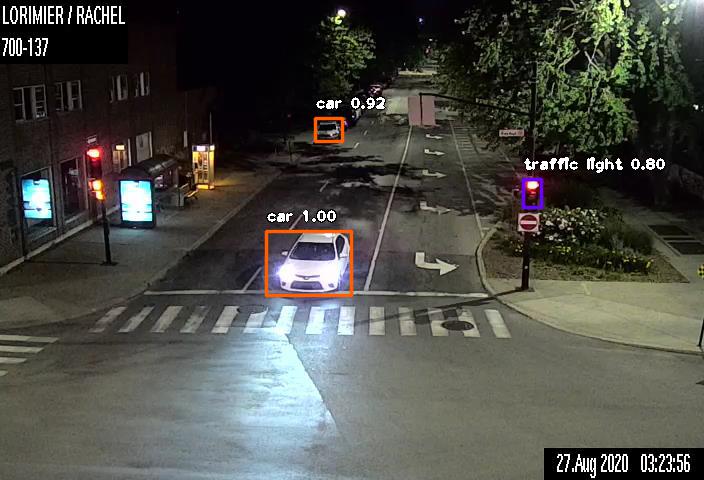 LORIMIER / RACHEL
700-137
car 0.92
traffic light 0.80
car 1.00
27.Aug 2020 03:23:56